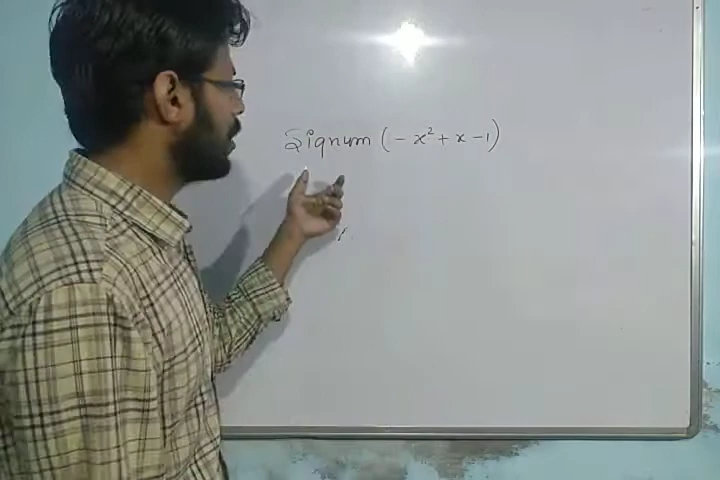 Signum (-x² + x -1)